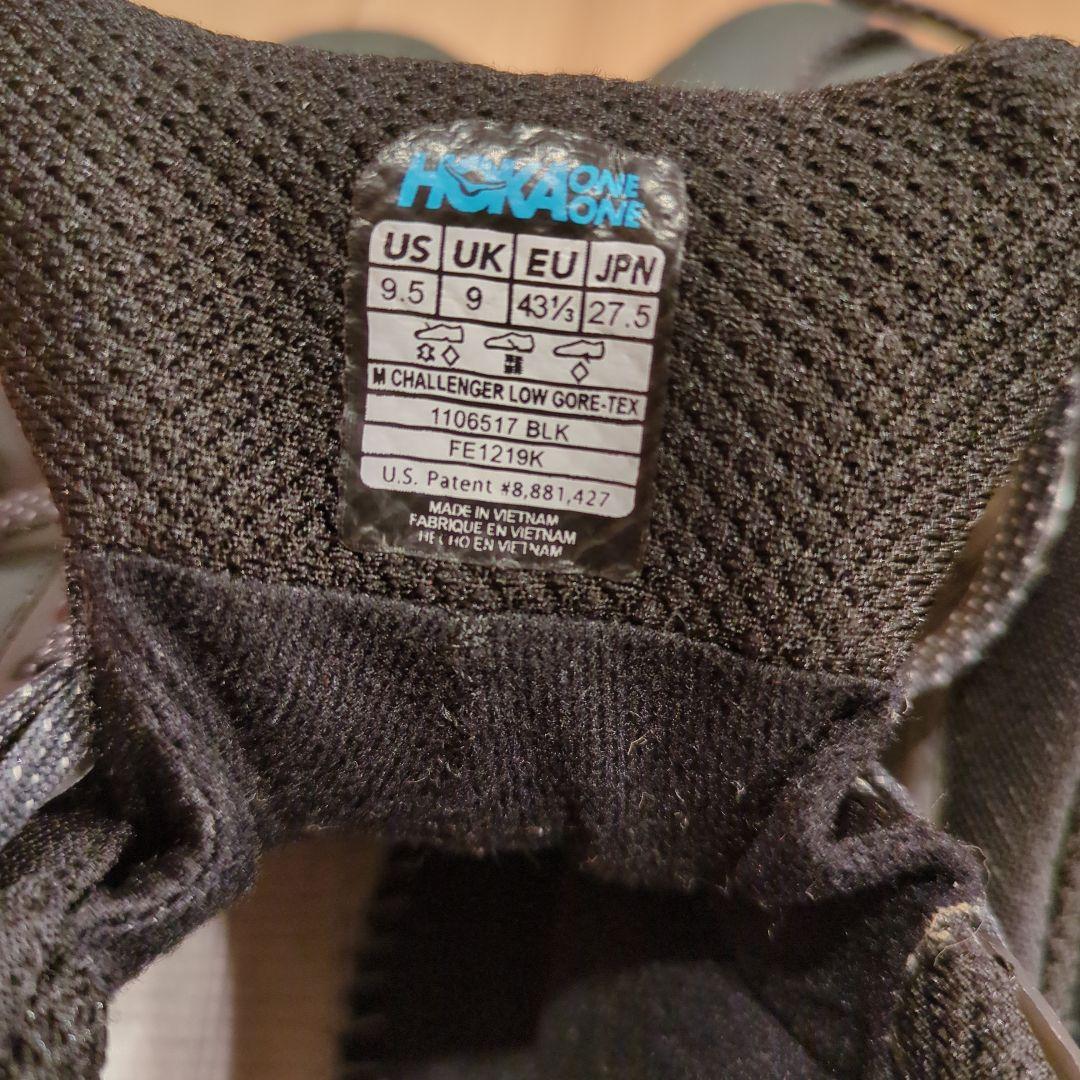 HOKA ONE ONE
US UK EU JPN
9.5 9 43⅓ 27.5
M CHALLENGER LOW GORE-TEX
1106517 BLK
FE1219K
U.S. Patent #8,881,427
MADE IN VIETNAM
FABRIQUE EN VIETNAM
HECHO EN VIETNAM